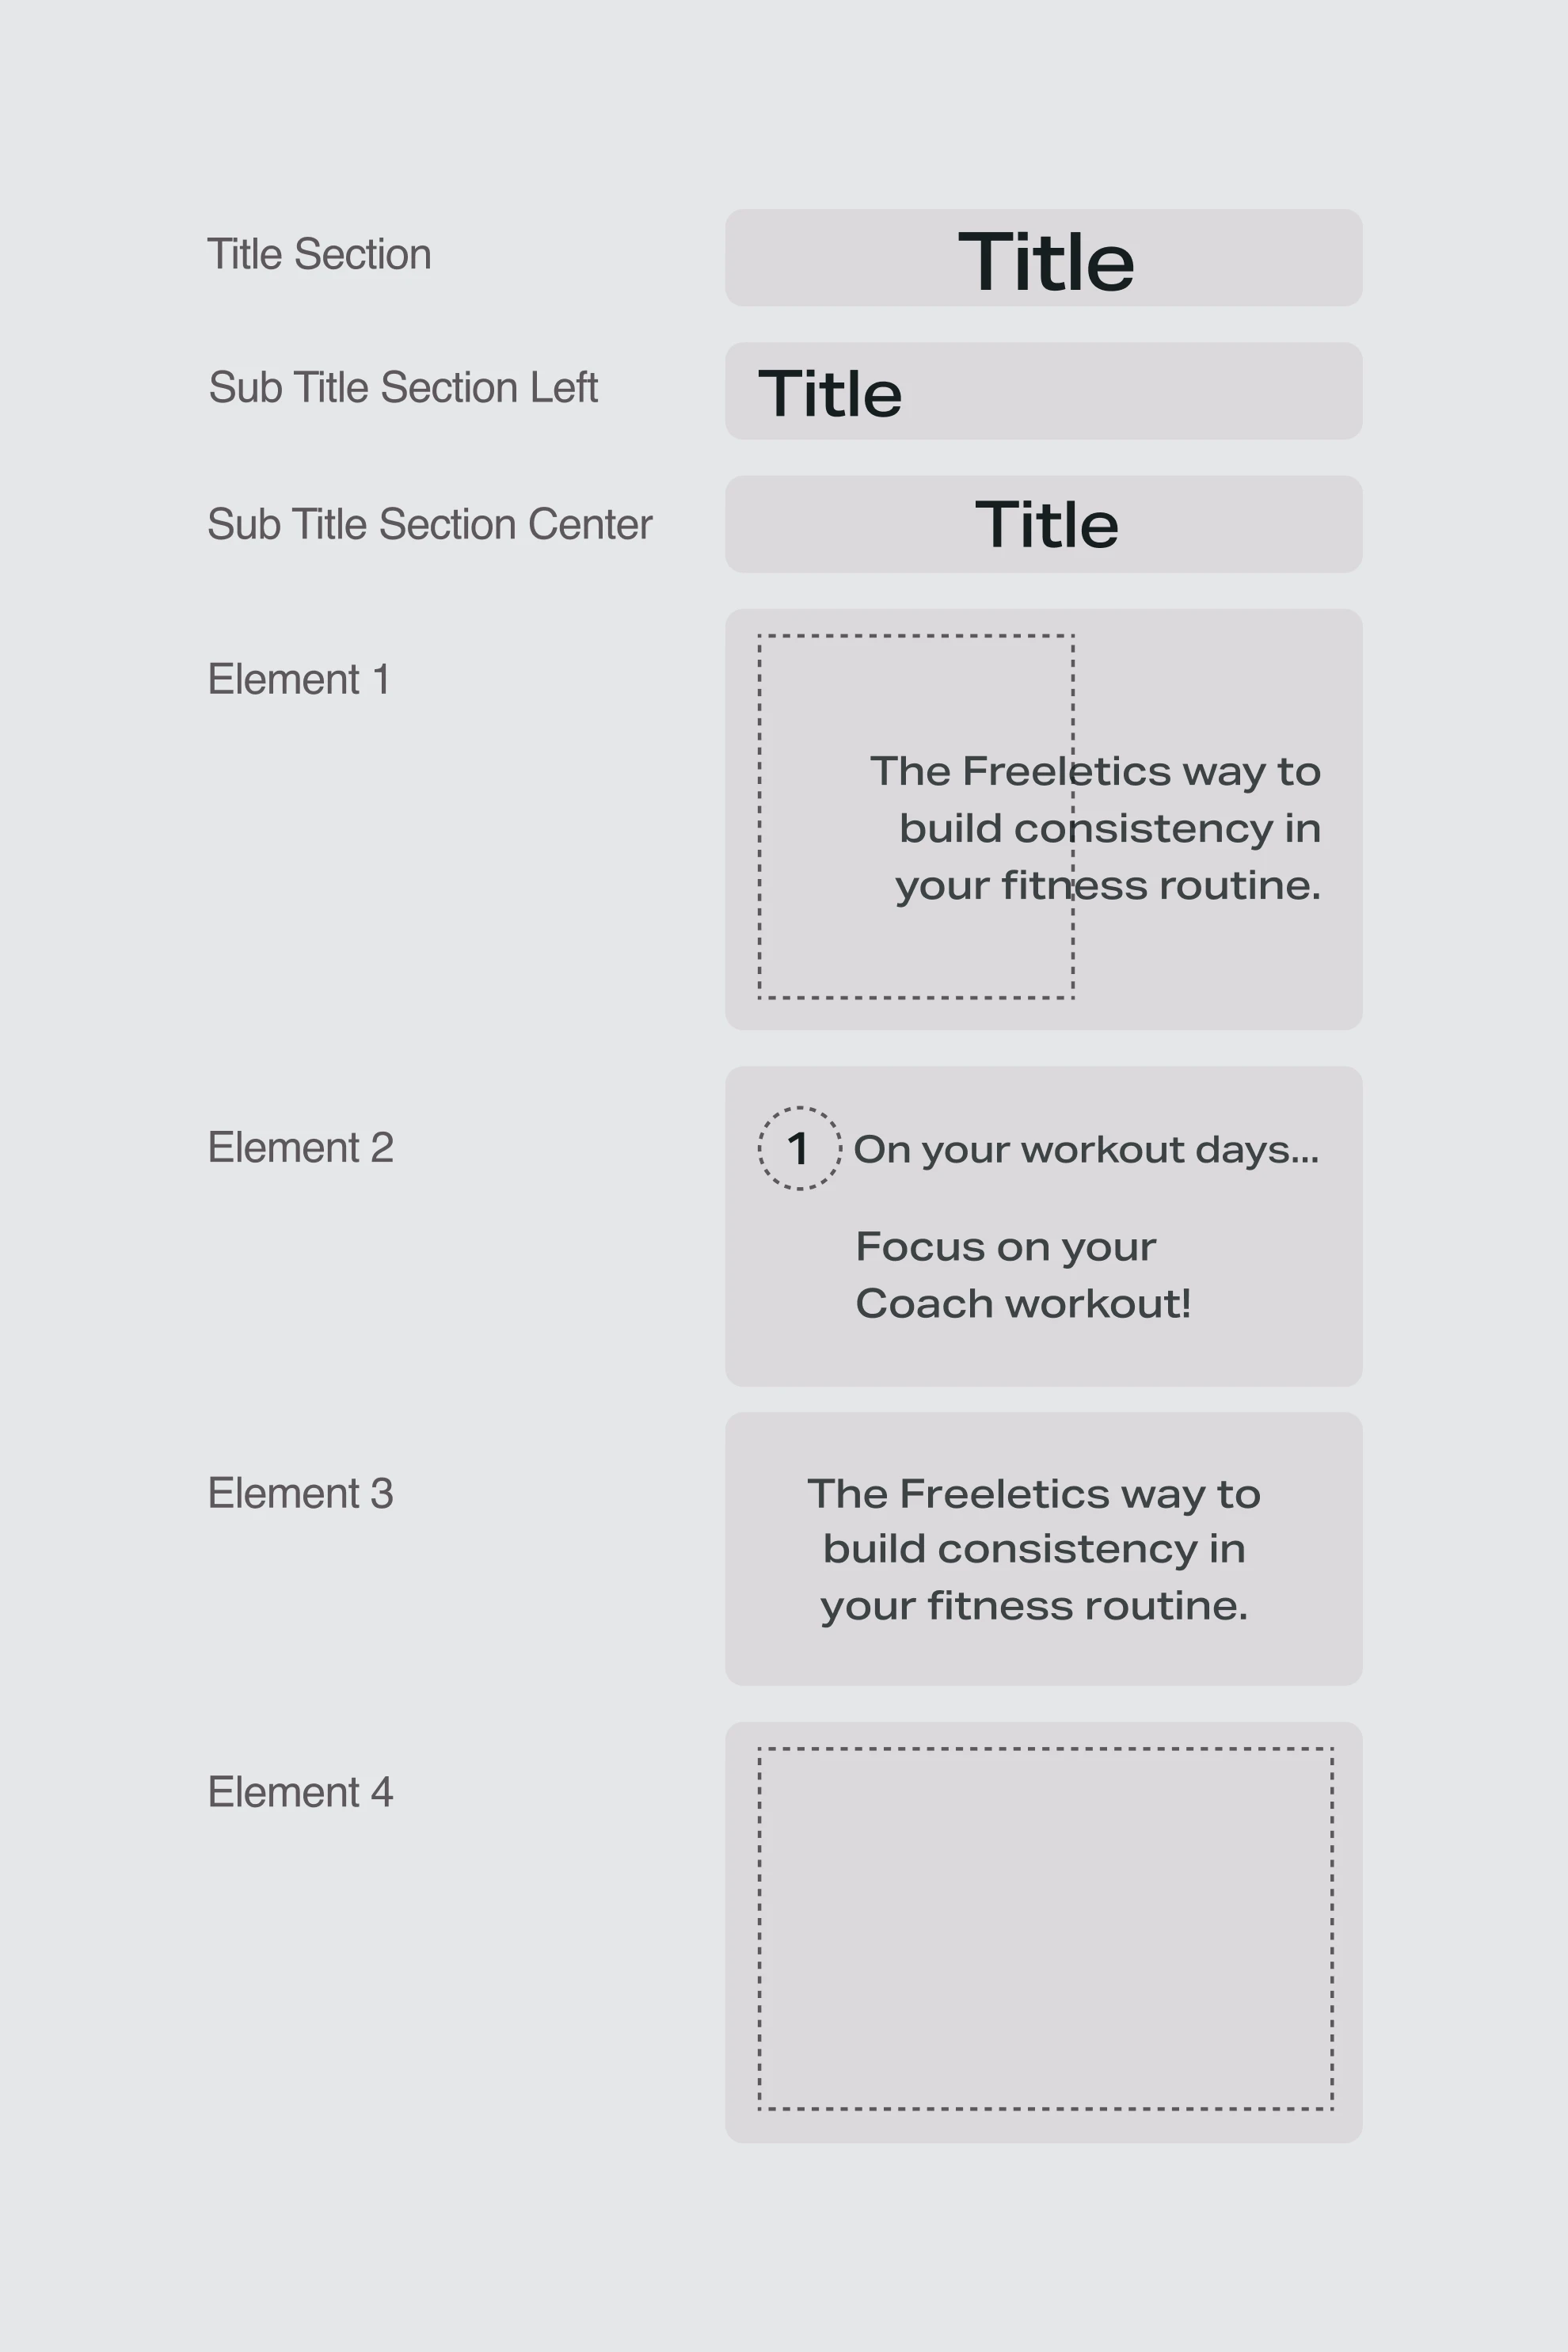 Title Section
Title
Sub Title Section Left
Title
Sub Title Section Center
Title
Element 1
The Freeletics way to
build consistency in
your fitness routine.
Element 2
1 On your workout days...
Focus on your
Coach workout!
Element 3
The Freeletics way to
build consistency in
your fitness routine.
Element 4